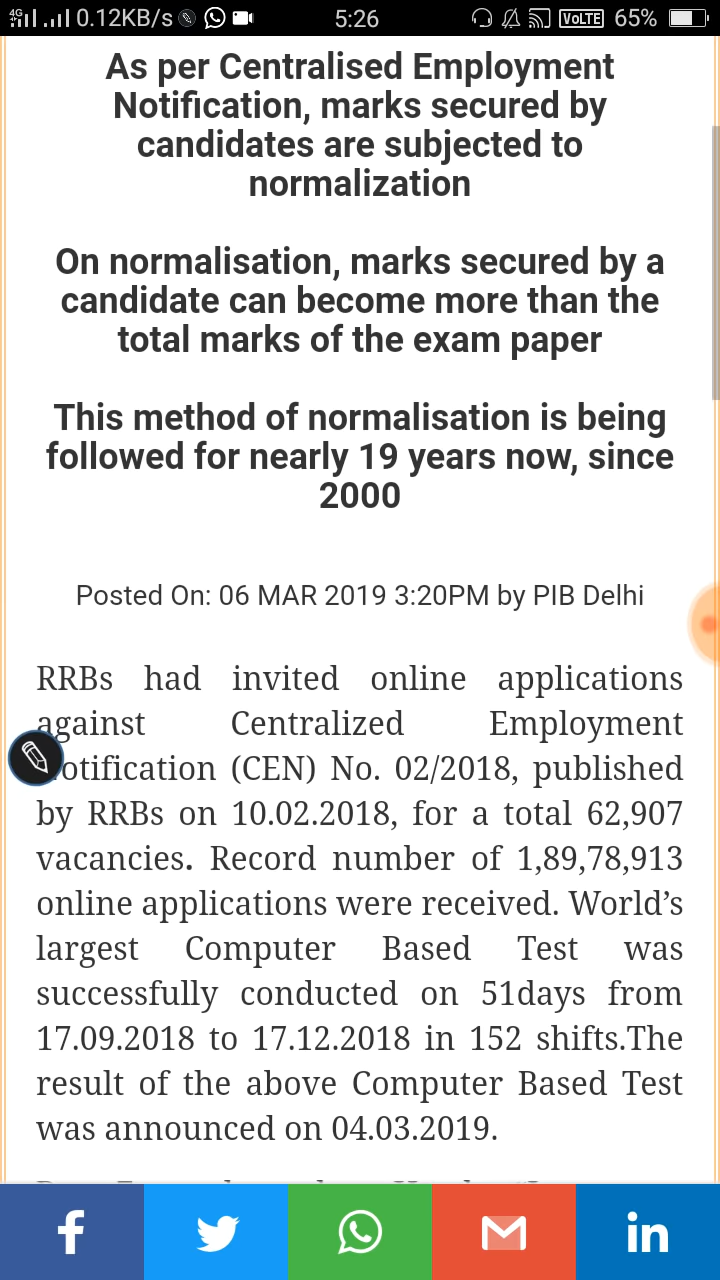 4G 0.12KB/s 5:26 VoLTE 65%
As per Centralised Employment
Notification, marks secured by
candidates are subjected to
normalization
On normalisation, marks secured by a
candidate can become more than the
total marks of the exam paper
This method of normalisation is being
followed for nearly 19 years now, since
2000
Posted On: 06 MAR 2019 3:20PM by PIB Delhi
RRBs had invited online applications
against Centralized Employment
otification (CEN) No. 02/2018, published
by RRBs on 10.02.2018, for a total 62,907
vacancies. Record number of 1,89,78,913
online applications were received. World’s
largest Computer Based Test was
successfully conducted on 51days from
17.09.2018 to 17.12.2018 in 152 shifts.The
result of the above Computer Based Test
was announced on 04.03.2019.
f in